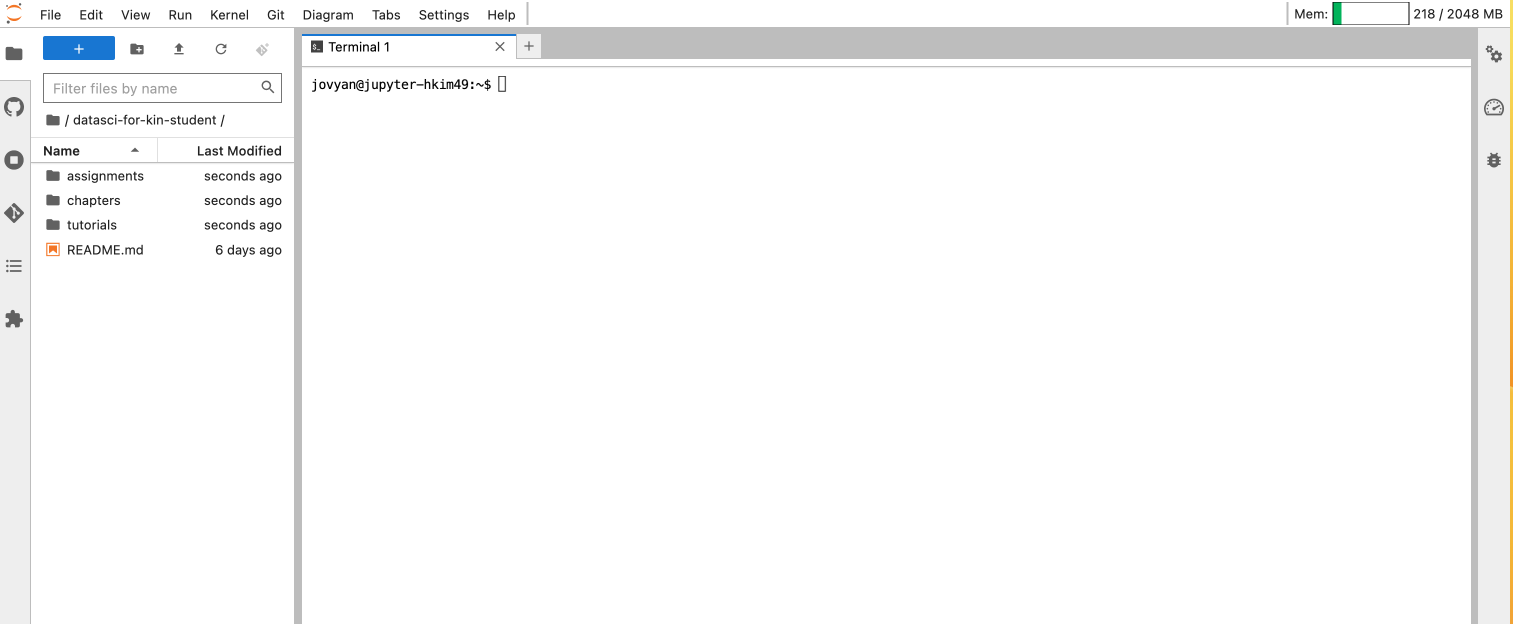 File Edit View Run Kernel Git Diagram Tabs Settings Help Mem: 218 / 2048 MB
Terminal 1
Filter files by name
/ datasci-for-kin-student /
Name Last Modified
assignments seconds ago
chapters seconds ago
tutorials seconds ago
README.md 6 days ago
jovyan@jupyter-hkim49:~$